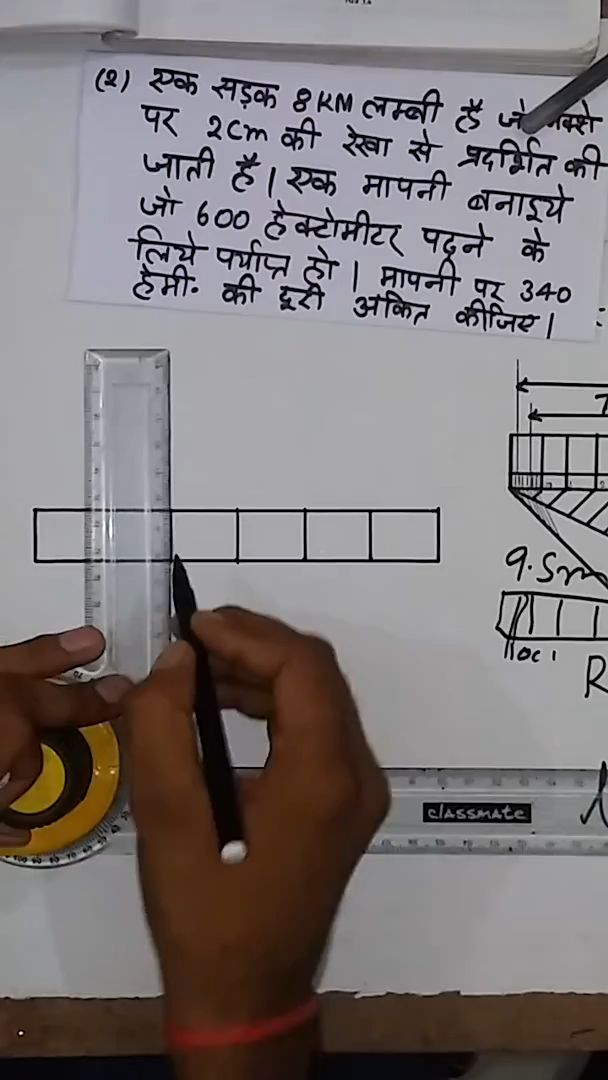 (2) एक सड़क 8KM लम्बी है जो
पर 2Cm की रेखा से प्रदर्शित की
जाती है। एक मापनी बनाइये
जो 600 हेक्टोमीटर पढ़ने के
लिये पर्याप्त हो। मापनी पर 340
हेमी. की दूरी अंकित कीजिए।
9.5
R
classmate